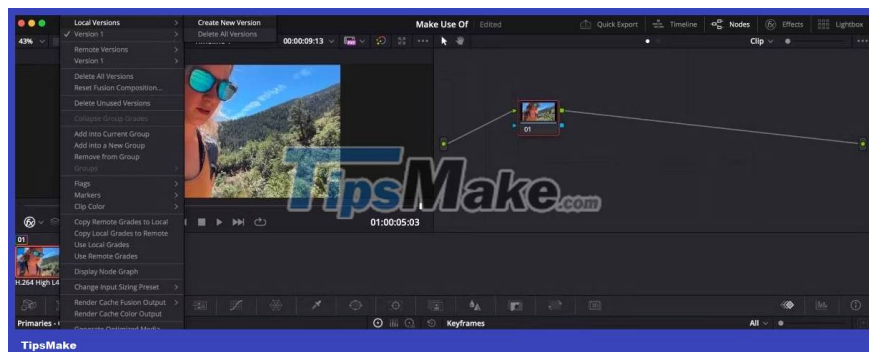 Local Versions
Create New Version
Make Use Of
Edited
Quick Export
Timeline
Nodes
Effects
Lightbox
43%
Version 1
Delete All Versions
00:00:09:13
Clip
Remote Versions
Version 1
Delete All Versions
Reset Fusion Composition...
Delete Unused Versions
Collapse Group Grades
Add into Current Group
Add into a New Group
Remove from Group
Groups
01
Flags
Markers
Clip Color
TipsMake.com
Copy Remote Grades to Local
01:00:05:03
Copy Local Grades to Remote
Use Local Grades
Use Remote Grades
01
Display Node Graph
H.264 High L4
Change Input Sizing Preset
Render Cache Fusion Output
Render Cache Color Output
Primaries -
Generate Optimized Media
Keyframes
All
TipsMake